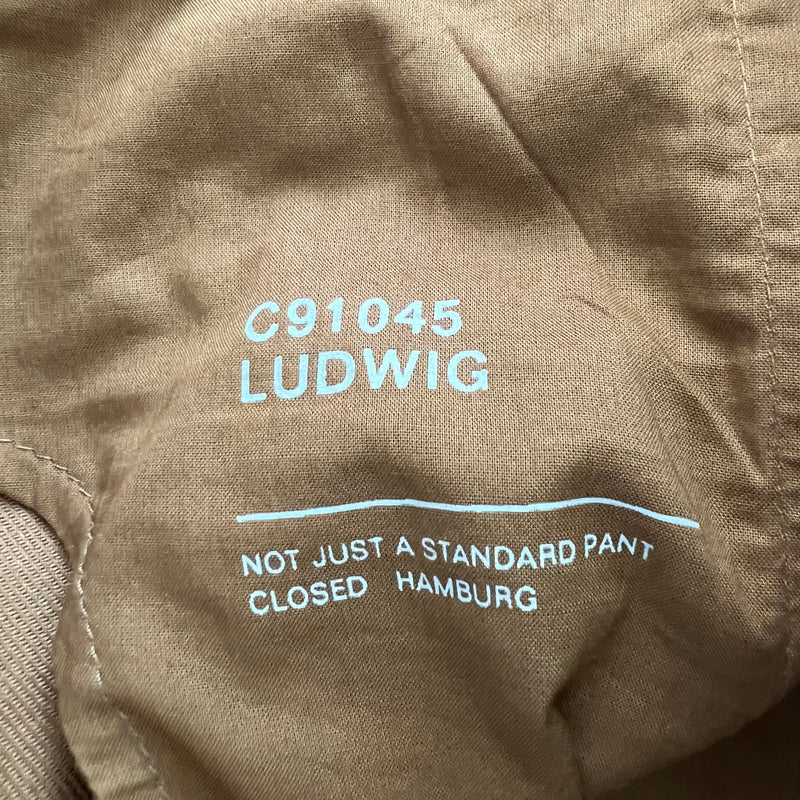 C91045
LUDWIG
NOT JUST A STANDARD PANT
CLOSED HAMBURG